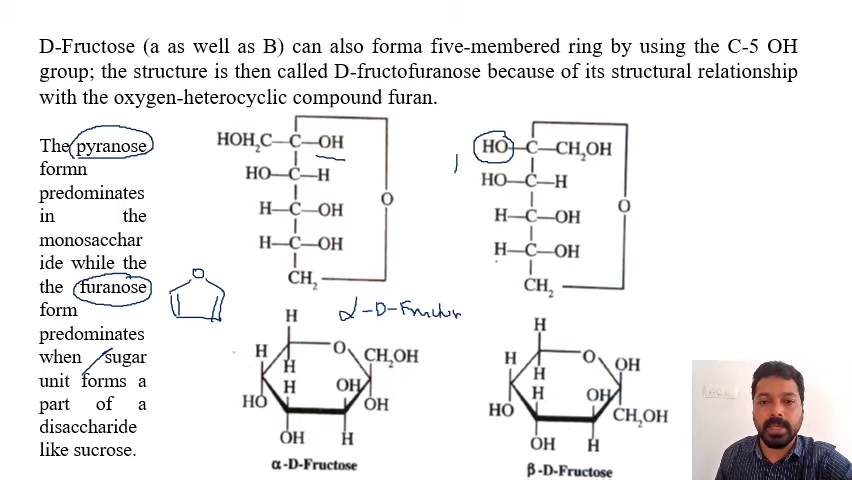 D-Fructose (a as well as B) can also forma five-membered ring by using the C-5 OH
group; the structure is then called D-fructofuranose because of its structural relationship
with the oxygen-heterocyclic compound furan.
The pyranose
formn
predominates
in the
monosacchar
ide while the
the furanose
form
predominates
when sugar
unit forms a
part of a
disaccharide
like sucrose.
HOH₂C—C—OH
HO—C—H
H—C—OH
H—C—OH
CH₂
O
HO—C—CH₂OH
HO—C—H
H—C—OH
H—C—OH
CH₂
O
O
α-D-Fructor
H
H
O
CH₂OH
H
H
OH
HO
OH
OH
H
α-D-Fructose
H
H
O
OH
H
H
OH
HO
CH₂OH
OH
H
β-D-Fructose